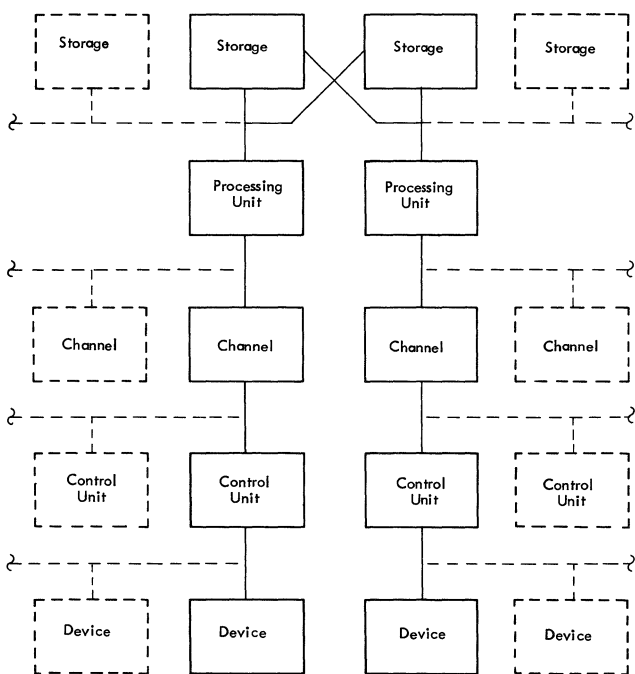 Storage
Storage
Storage
Storage
Processing
Unit
Processing
Unit
Channel
Channel
Channel
Channel
Control
Unit
Control
Unit
Control
Unit
Control
Unit
Device
Device
Device
Device